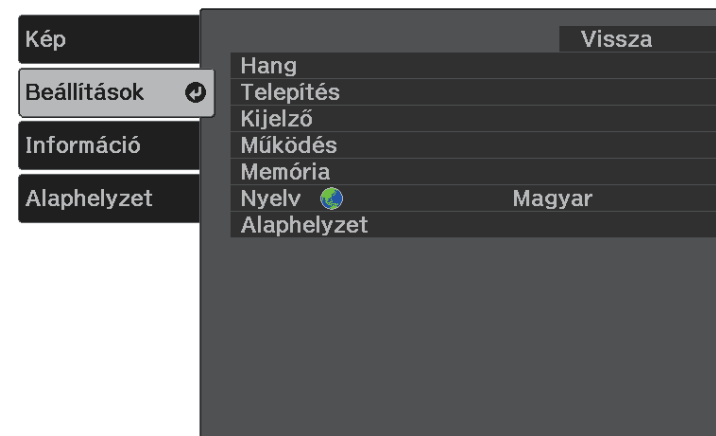 Kép
Beállítások
Információ
Alaphelyzet
Vissza
Hang
Telepítés
Kijelző
Működés
Memória
Nyelv Magyar
Alaphelyzet